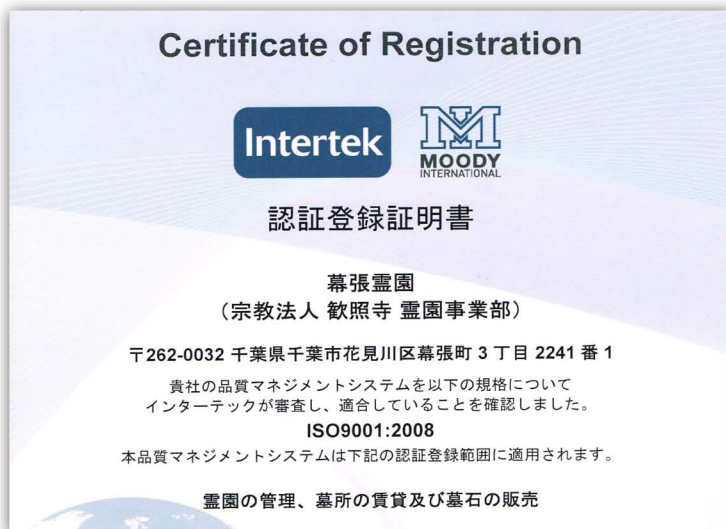 Certificate of Registration
Intertek
MOODY
INTERNATIONAL
認証登録証明書
幕張霊園
（宗教法人 歓照寺 霊園事業部）
〒262-0032 千葉県千葉市花見川区幕張町 3 丁目 2241 番 1
貴社の品質マネジメントシステムを以下の規格について
インターテックが審査し、適合していることを確認しました。
ISO9001:2008
本品質マネジメントシステムは下記の認証登録範囲に適用されます。
霊園の管理、墓所の賃貸及び墓石の販売